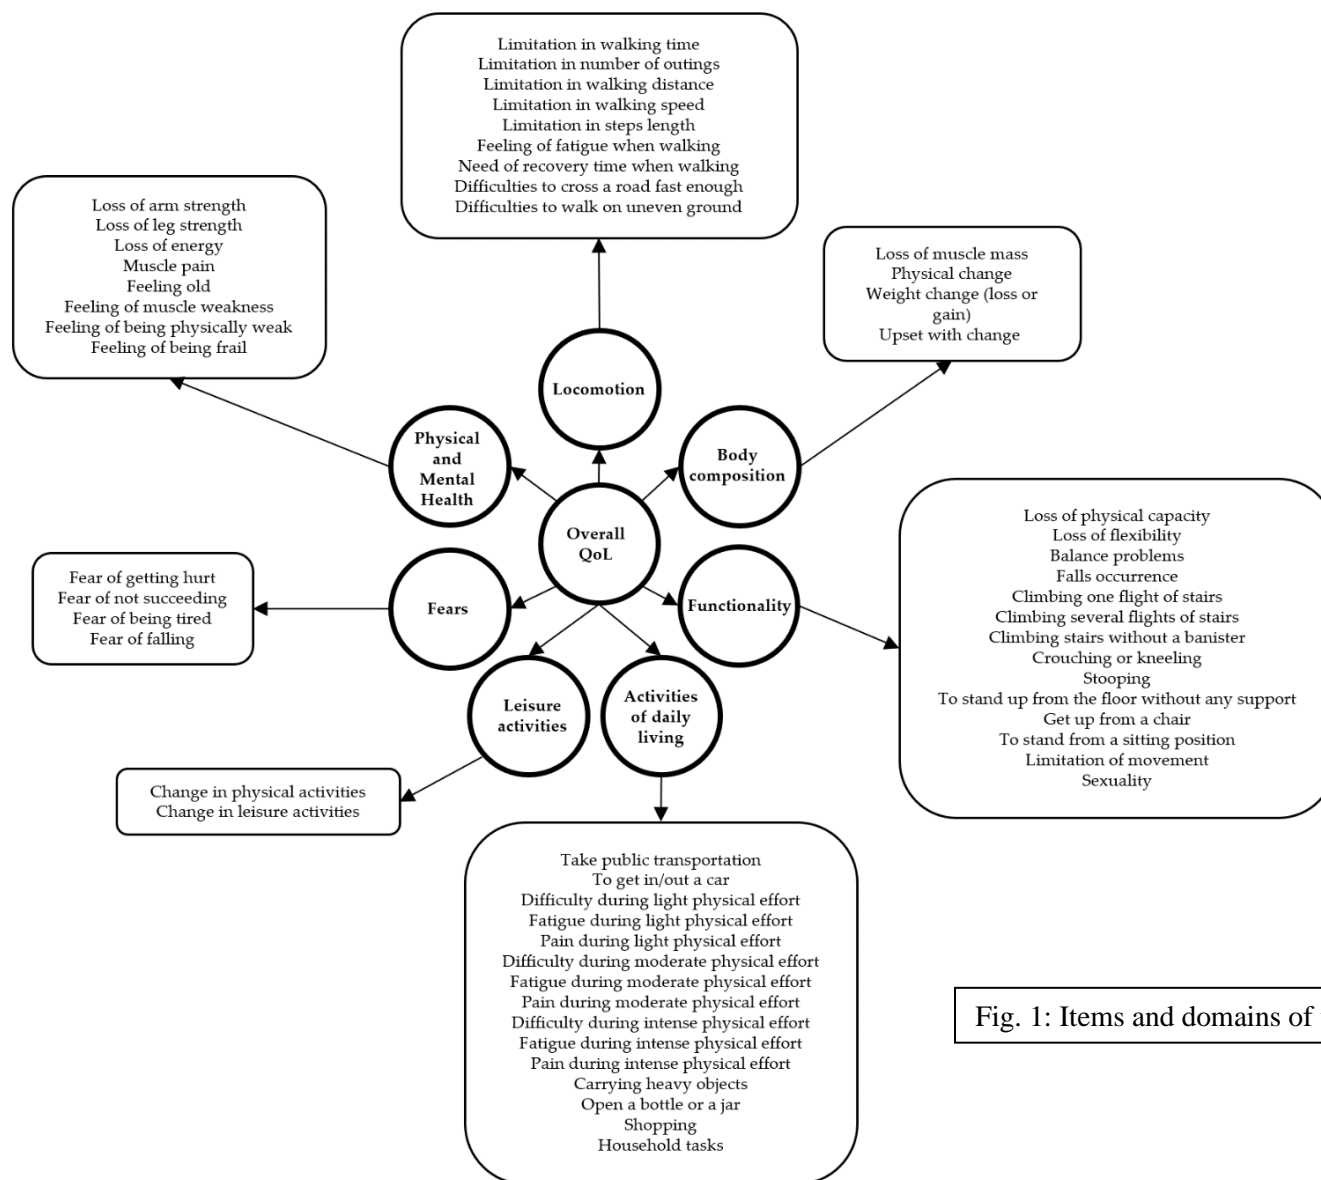 Limitation in walking time
Limitation in number of outings
Limitation in walking distance
Limitation in walking speed
Limitation in steps length
Feeling of fatigue when walking
Need of recovery time when walking
Difficulties to cross a road fast enough
Difficulties to walk on uneven ground
Loss of arm strength
Loss of leg strength
Loss of energy
Muscle pain
Feeling old
Feeling of muscle weakness
Feeling of being physically weak
Feeling of being frail
Loss of muscle mass
Physical change
Weight change (loss or
gain)
Upset with change
Locomotion
Physical
and
Mental
Health
Body
composition
Overall
QoL
Fears
Functionality
Leisure
activities
Activities
of daily
living
Fear of getting hurt
Fear of not succeeding
Fear of being tired
Fear of falling
Loss of physical capacity
Loss of flexibility
Balance problems
Falls occurrence
Climbing one flight of stairs
Climbing several flights of stairs
Climbing stairs without a banister
Crouching or kneeling
Stooping
To stand up from the floor without any support
Get up from a chair
To stand from a sitting position
Limitation of movement
Sexuality
Change in physical activities
Change in leisure activities
Take public transportation
To get in/out a car
Difficulty during light physical effort
Fatigue during light physical effort
Pain during light physical effort
Difficulty during moderate physical effort
Fatigue during moderate physical effort
Pain during moderate physical effort
Difficulty during intense physical effort
Fatigue during intense physical effort
Pain during intense physical effort
Carrying heavy objects
Open a bottle or a jar
Shopping
Household tasks
Fig. 1: Items and domains of